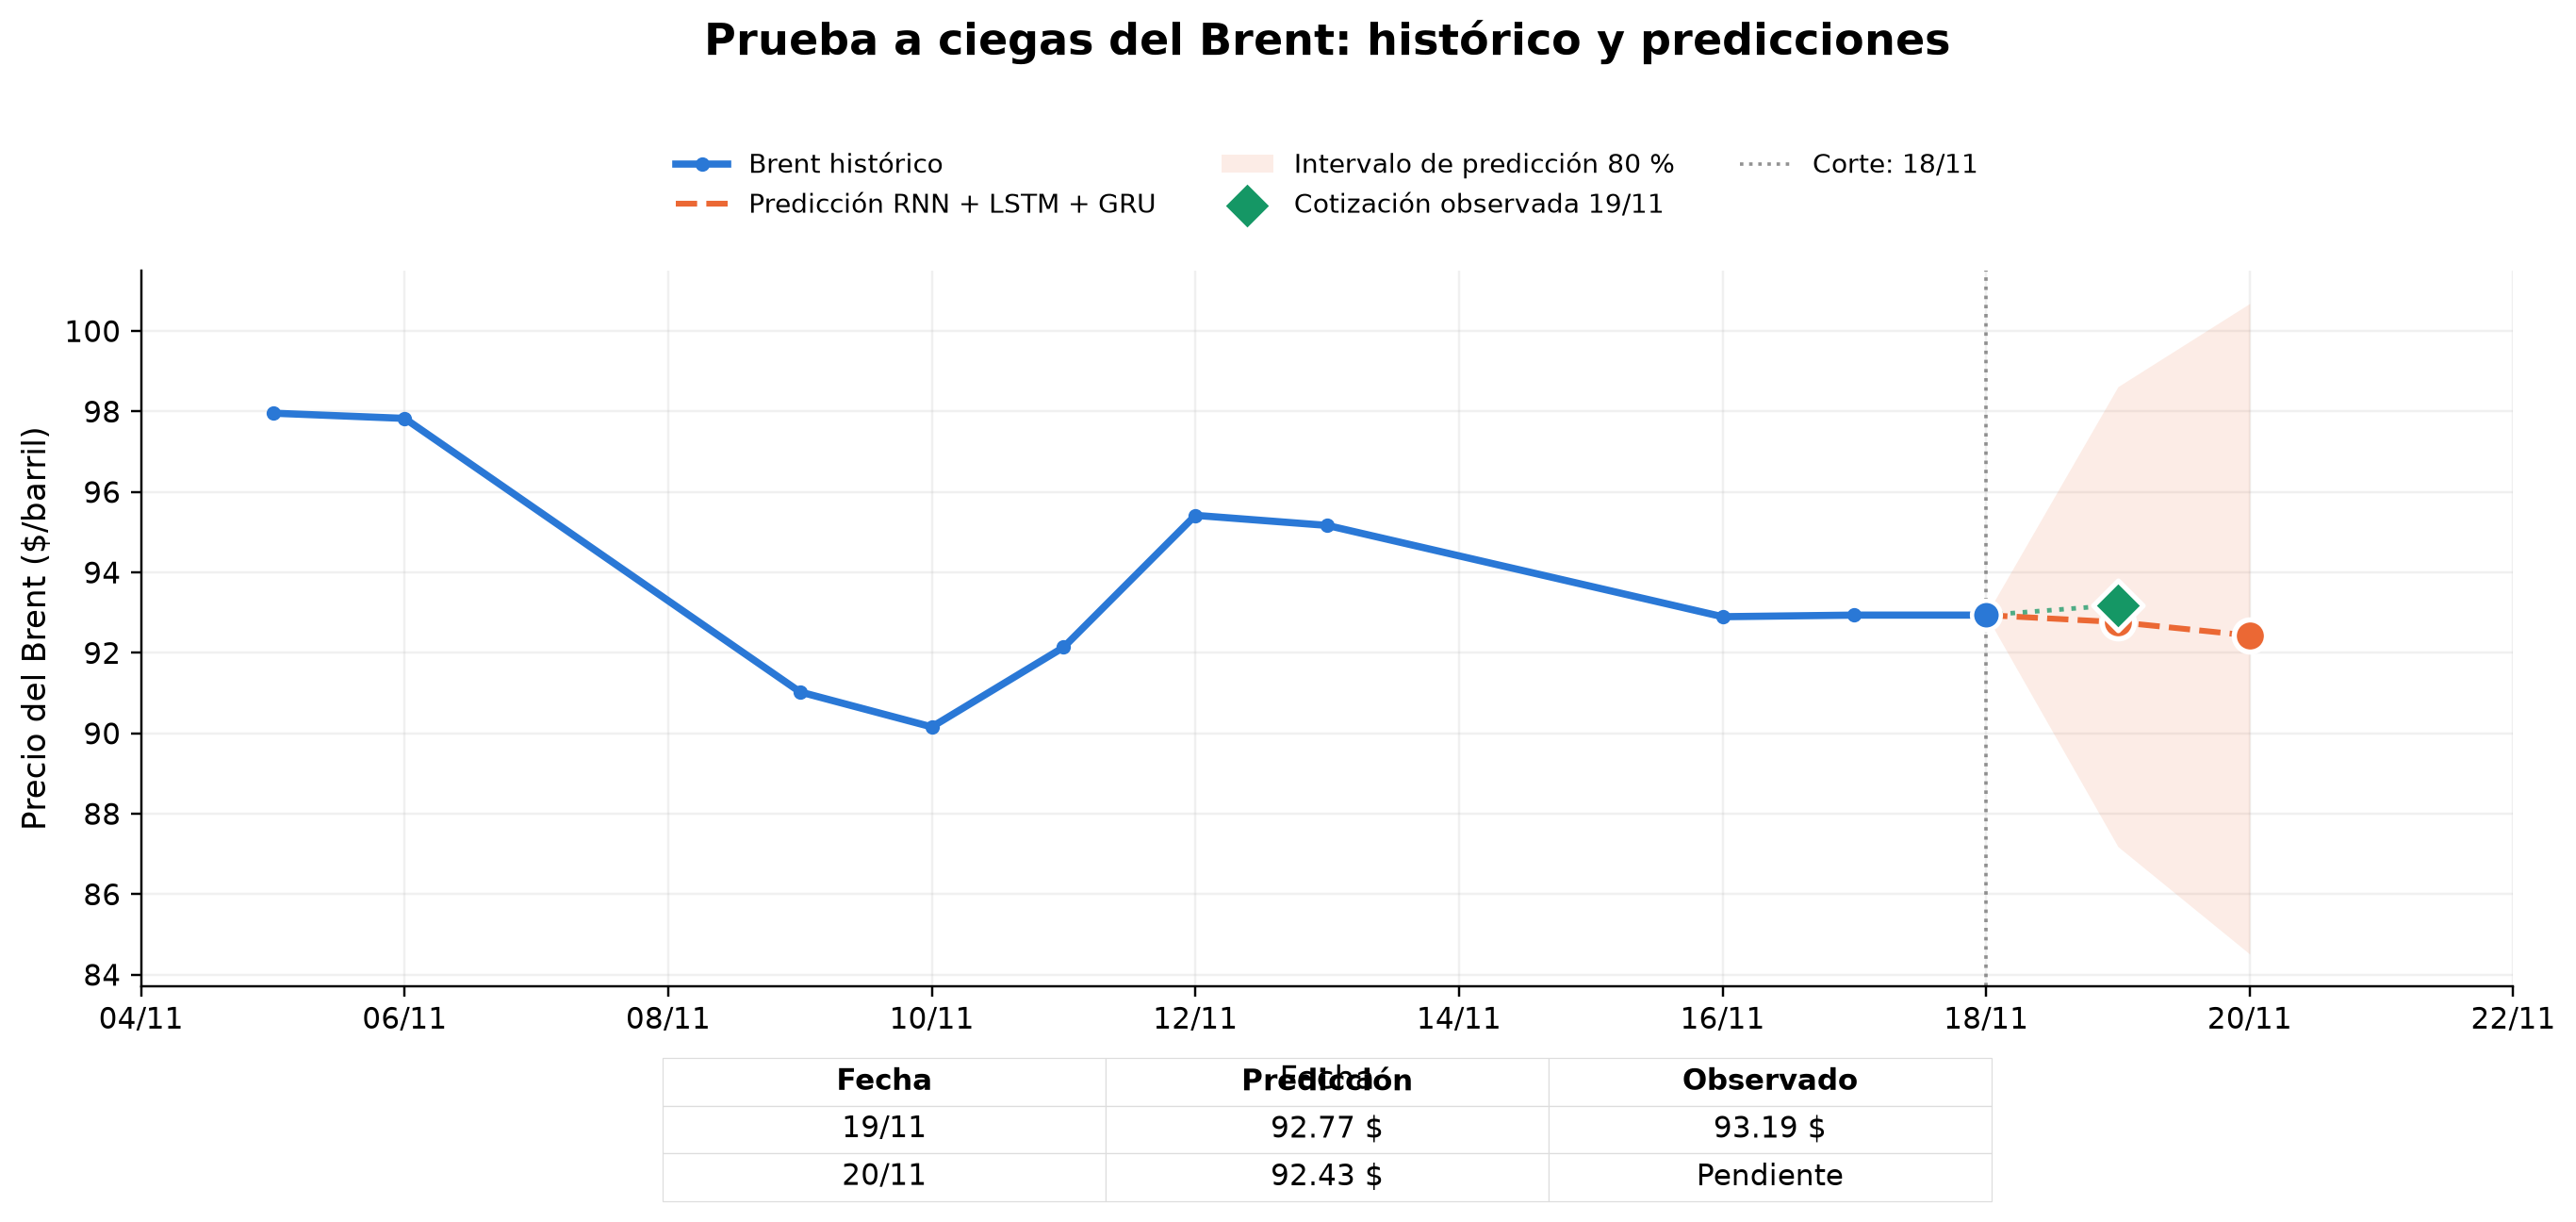 Prueba a ciegas del Brent: histórico y predicciones
Brent histórico
Predicción RNN + LSTM + GRU
Intervalo de predicción 80 %
Cotización observada 19/11
Corte: 18/11
Precio del Brent ($/barril)
100
98
96
94
92
90
88
86
84
04/11 06/11 08/11 10/11 12/11 14/11 16/11 18/11 20/11 22/11
Fecha
Fecha Predicción Observado
19/11 92.77 $ 93.19 $
20/11 92.43 $ Pendiente